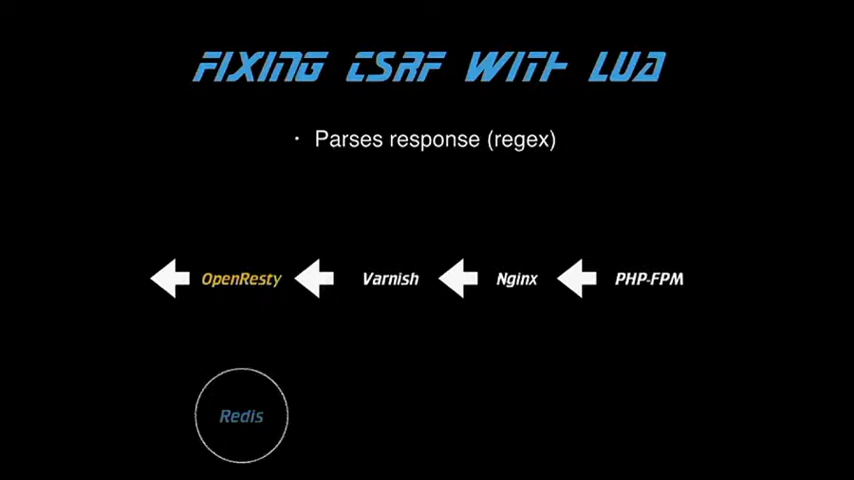 FIXING CSRF WITH LUA
· Parses response (regex)
OpenResty Varnish Nginx PHP-FPM
Redis